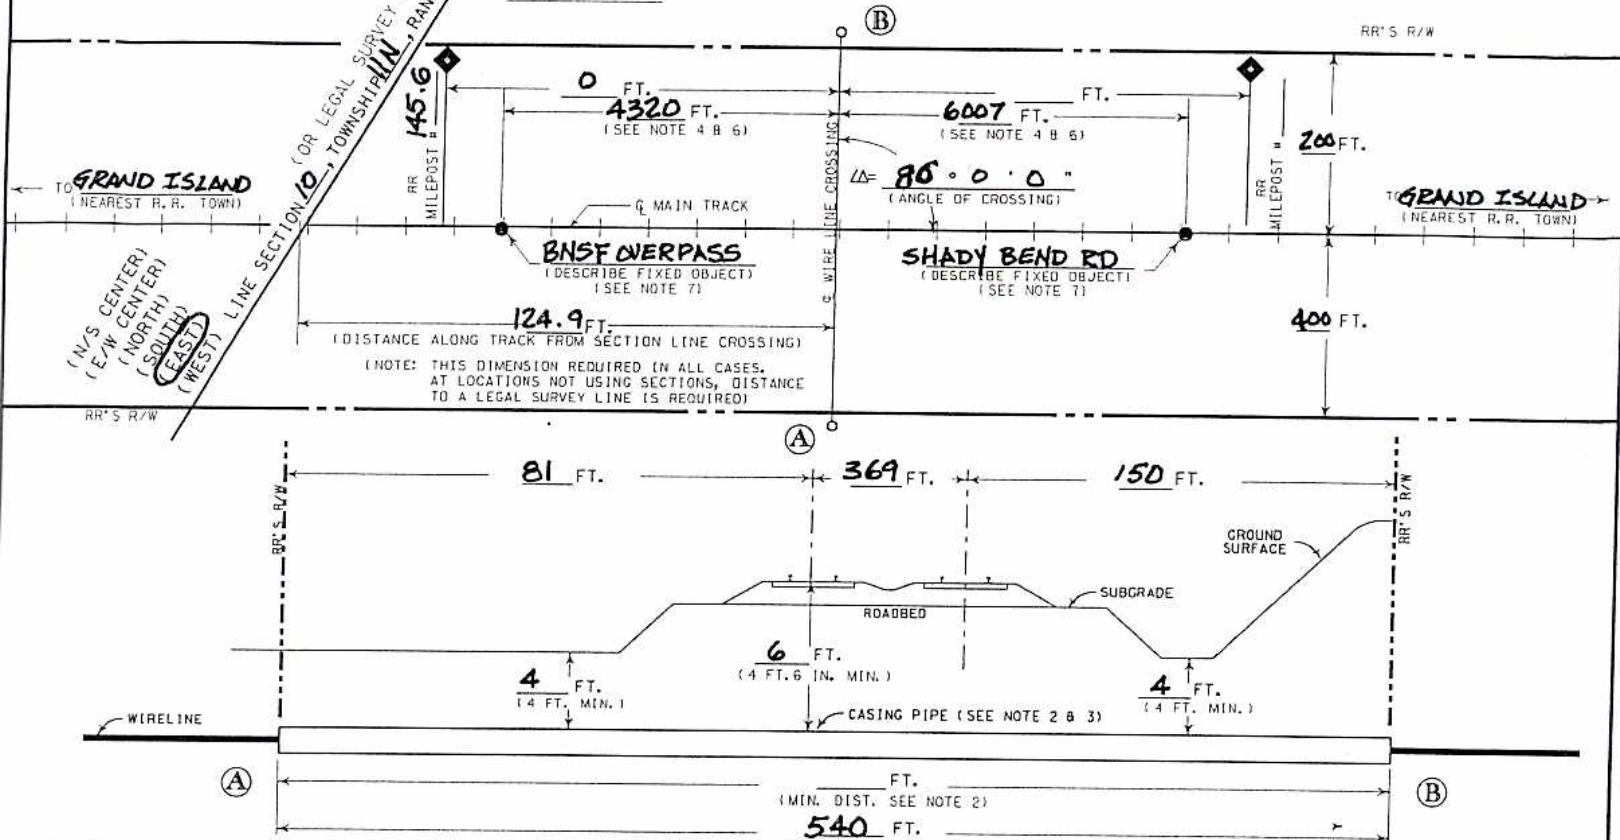 (OR LEGAL SURVEY
LINE SECTION 10, TOWNSHIP 11N, RAN
Ⓑ
RR'S R/W
145.6
RR MILEPOST =
0 FT.
4320 FT.
(SEE NOTE 4 & 6)
FT.
6007 FT.
(SEE NOTE 4 & 6)
RR MILEPOST =
200 FT.
TO GRAND ISLAND
(NEAREST R.R. TOWN)
℄ MAIN TRACK
℄ WIRE LINE CROSSING
° 0 ' 0 "
(ANGLE OF CROSSING)
TO GRAND ISLAND
(NEAREST R.R. TOWN)
BNSF OVERPASS
(DESCRIBE FIXED OBJECT)
(SEE NOTE 7)
SHADY BEND RD
(DESCRIBE FIXED OBJECT)
(SEE NOTE 7)
(N/S CENTER)
(E/W CENTER)
(NORTH)
(SOUTH)
(EAST)
(WEST)
124.9 FT.
(DISTANCE ALONG TRACK FROM SECTION LINE CROSSING)
(NOTE: THIS DIMENSION REQUIRED IN ALL CASES.
AT LOCATIONS NOT USING SECTIONS, DISTANCE
TO A LEGAL SURVEY LINE IS REQUIRED)
400 FT.
RR'S R/W
Ⓐ
81 FT.
369 FT.
150 FT.
RR'S R/W
RR'S R/W
GROUND
SURFACE
SUBGRADE
ROADBED
6 FT.
(4 FT.6 IN. MIN.)
4 FT.
(4 FT. MIN.)
4 FT.
(4 FT. MIN.)
WIRELINE
CASING PIPE (SEE NOTE 2 & 3)
Ⓐ
FT.
(MIN. DIST. SEE NOTE 2)
Ⓑ
540 FT.